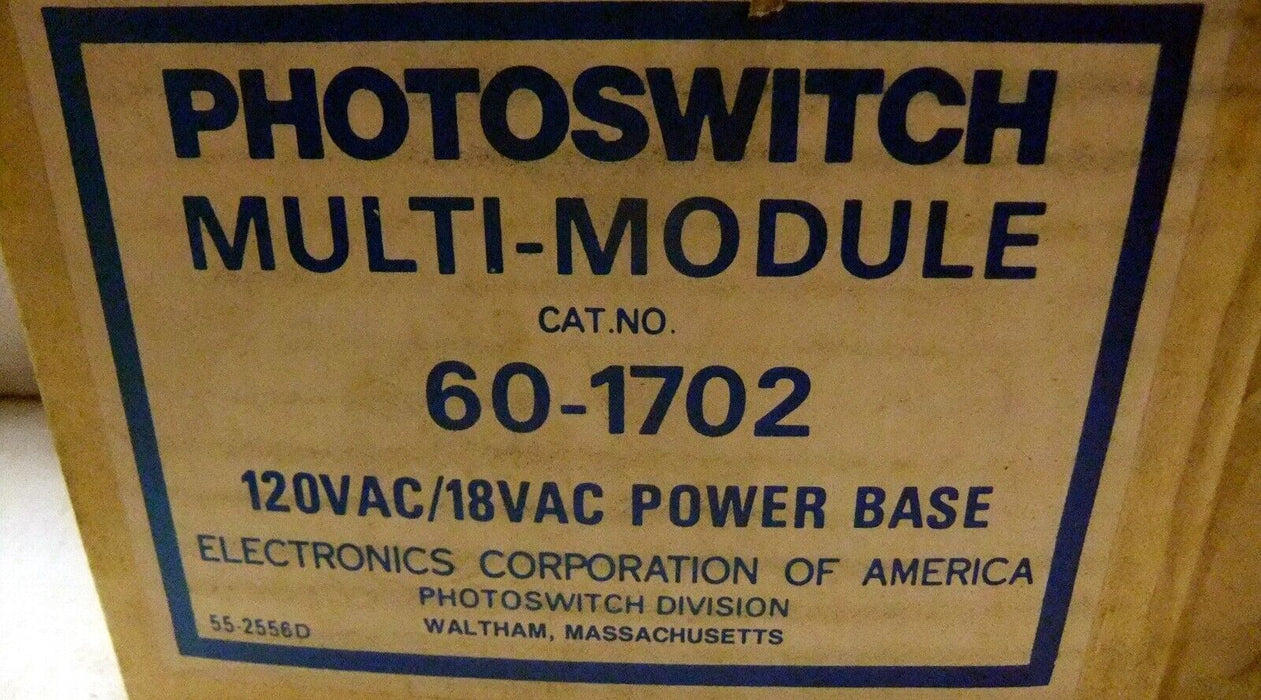 PHOTOSWITCH
MULTI-MODULE
CAT.NO.
60-1702
120VAC/18VAC POWER BASE
ELECTRONICS CORPORATION OF AMERICA
PHOTOSWITCH DIVISION
WALTHAM, MASSACHUSETTS
55-2556D